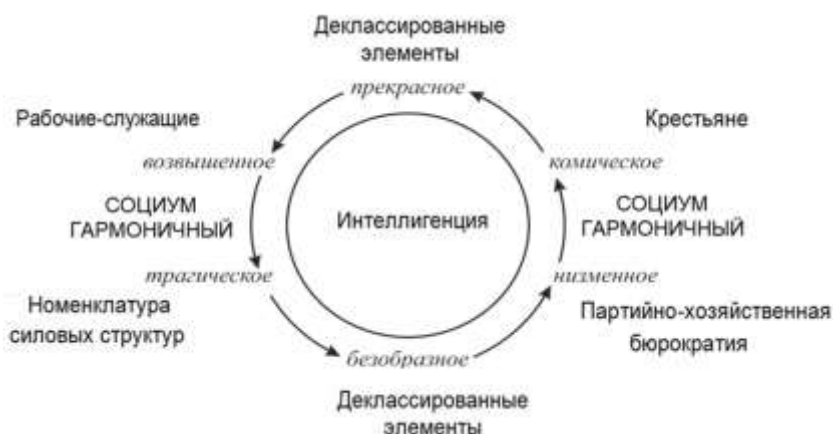 Деклассированные
элементы
прекрасное
Рабочие-служащие
Крестьяне
возвышенное
комическое
СОЦИУМ
ГАРМОНИЧНЫЙ
Интеллигенция
СОЦИУМ
ГАРМОНИЧНЫЙ
трагическое
низменное
Номенклатура
силовых структур
Партийно-хозяйственная
бюрократия
безобразное
Деклассированные
элементы